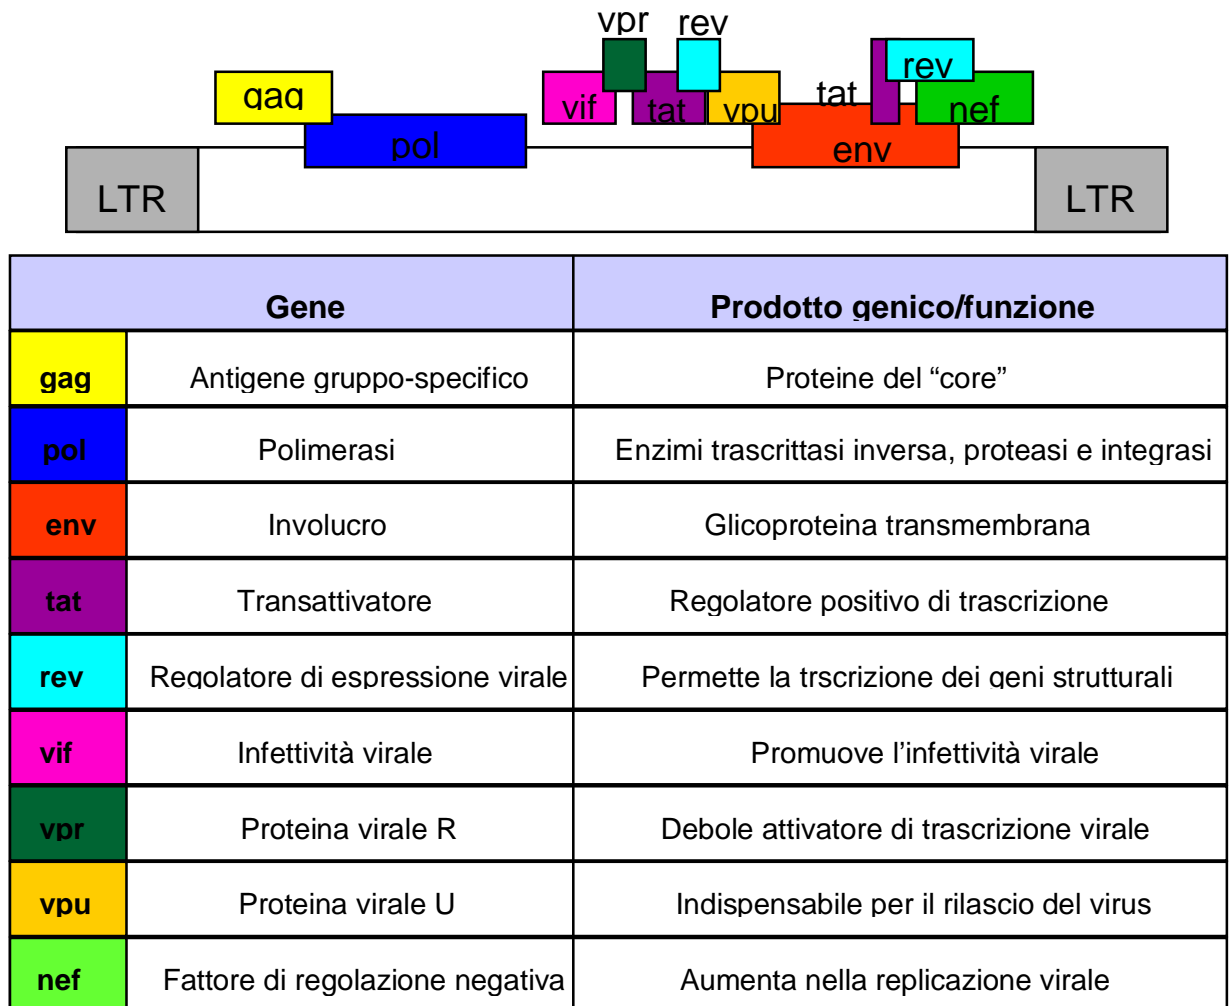 vpr rev
gag vif tat vpu tat rev nef
pol env
LTR LTR
Gene Prodotto genico/funzione
gag Antigene gruppo-specifico Proteine del “core”
pol Polimerasi Enzimi trascrittasi inversa, proteasi e integrasi
env Involucro Glicoproteina transmembrana
tat Transattivatore Regolatore positivo di trascrizione
rev Regolatore di espressione virale Permette la trscrizione dei geni strutturali
vif Infettività virale Promuove l’infettività virale
vpr Proteina virale R Debole attivatore di trascrizione virale
vpu Proteina virale U Indispensabile per il rilascio del virus
nef Fattore di regolazione negativa Aumenta nella replicazione virale